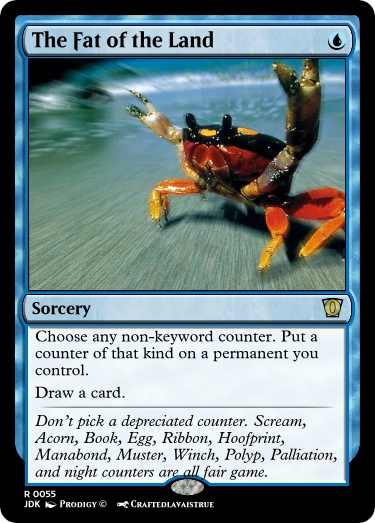 The Fat of the Land
Sorcery
Choose any non-keyword counter. Put a
counter of that kind on a permanent you
control.
Draw a card.
Don't pick a depreciated counter. Scream,
Acorn, Book, Egg, Ribbon, Hoofprint,
Manabond, Muster, Winch, Polyp, Palliation,
and night counters are all fair game.
R 0055
JDK Prodigy © Craftedlavaistrue